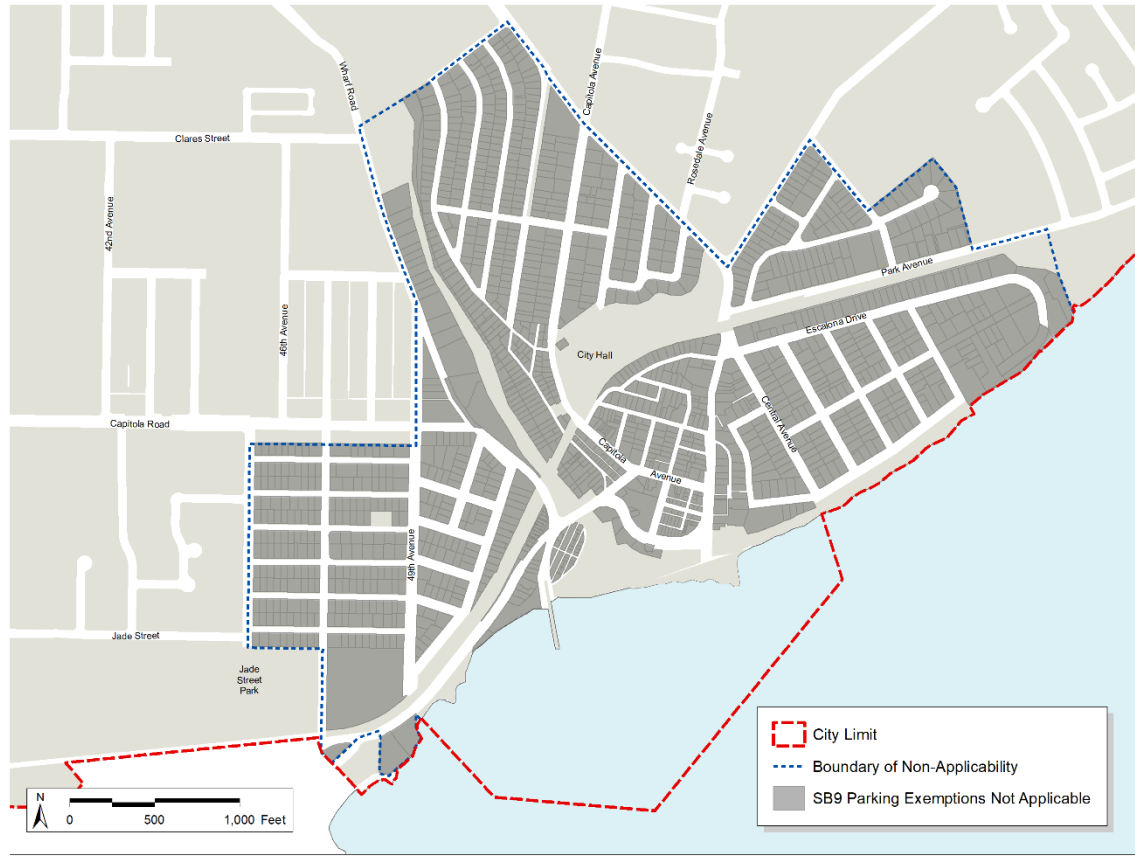 Wharf Road
Capitola Avenue
Clares Street
Rosedale Avenue
42nd Avenue
46th Avenue
Park Avenue
Escalona Drive
City Hall
Central Avenue
Capitola Road
Capitola
Avenue
49th Avenue
Jade Street
Jade
Street
Park
City Limit
Boundary of Non-Applicability
SB9 Parking Exemptions Not Applicable
N
0 500 1,000 Feet